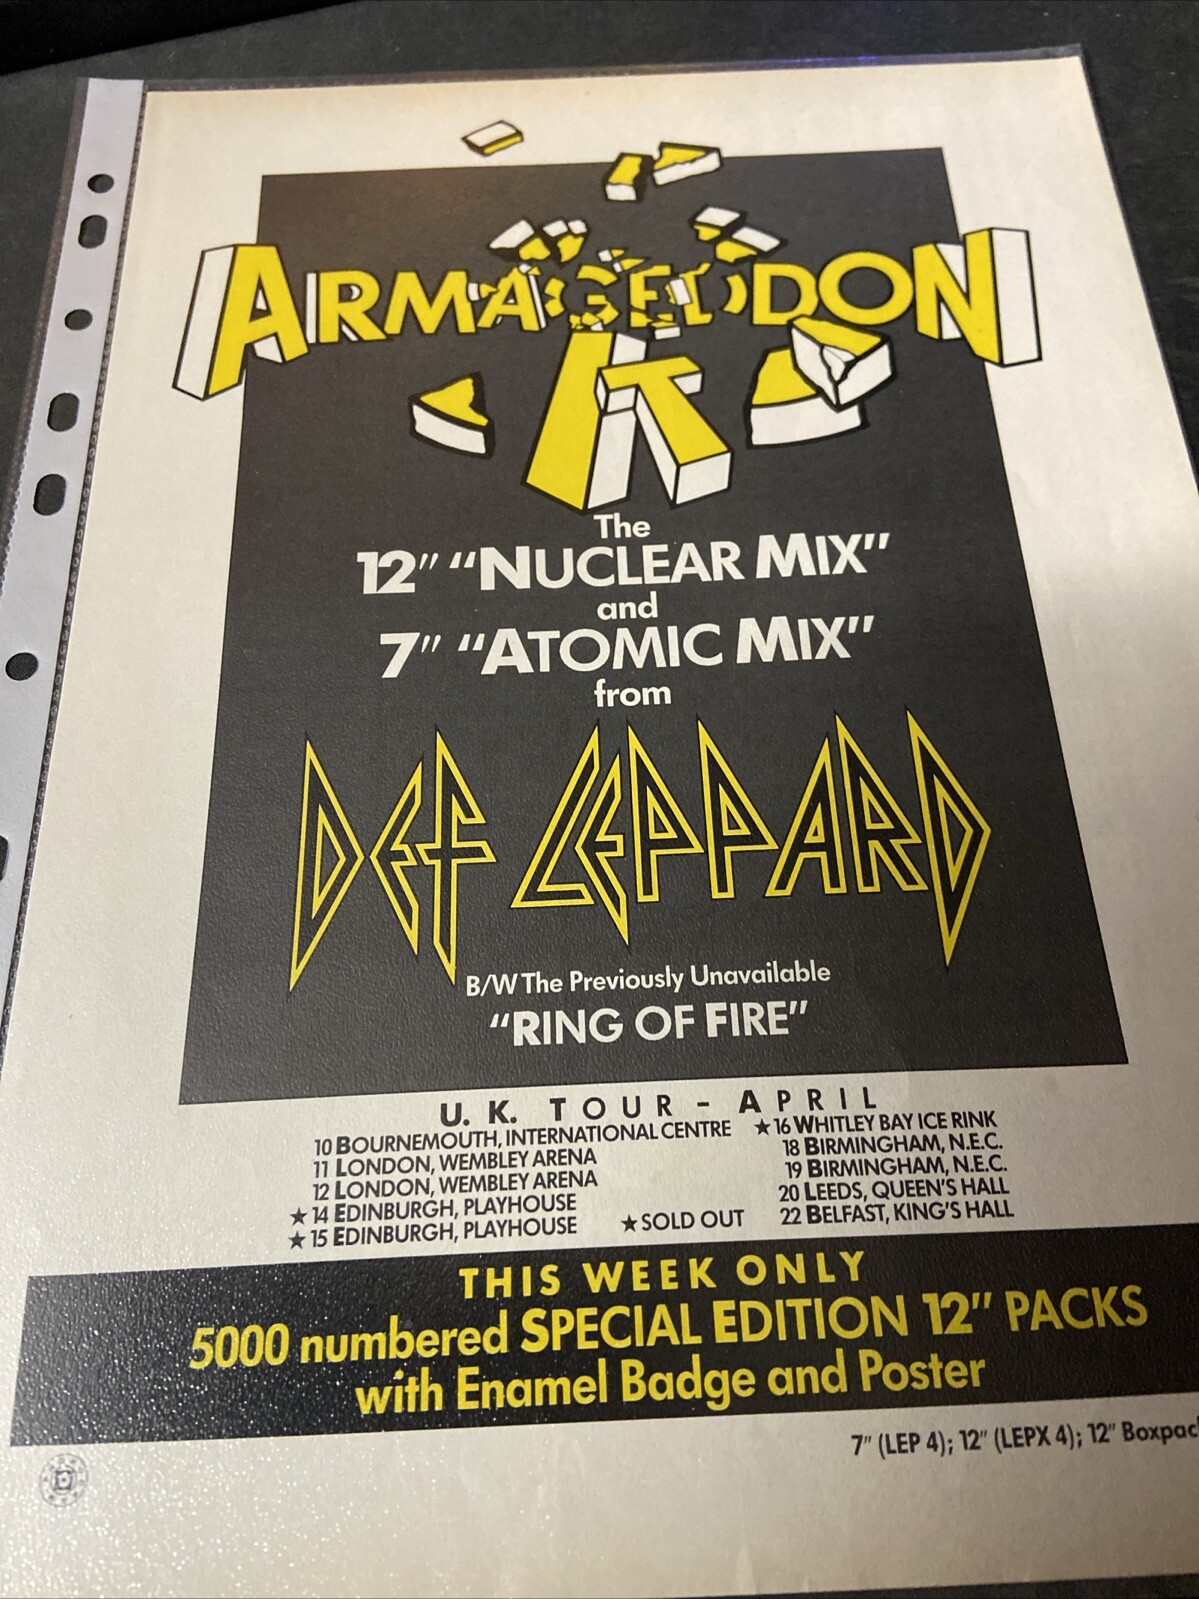 ARMAGEDDON
IT
The
12" "NUCLEAR MIX"
and
7" "ATOMIC MIX"
from
DEF LEPPARD
B/W The Previously Unavailable
"RING OF FIRE"
U. K. TOUR - APRIL
10 BOURNEMOUTH, INTERNATIONAL CENTRE
11 LONDON, WEMBLEY ARENA
12 LONDON, WEMBLEY ARENA
★ 14 EDINBURGH, PLAYHOUSE
★ 15 EDINBURGH, PLAYHOUSE
★ SOLD OUT
★ 16 WHITLEY BAY ICE RINK
18 BIRMINGHAM, N.E.C.
19 BIRMINGHAM, N.E.C.
20 LEEDS, QUEEN'S HALL
22 BELFAST, KING'S HALL
THIS WEEK ONLY
5000 numbered SPECIAL EDITION 12" PACKS
with Enamel Badge and Poster
7" (LEP 4); 12" (LEPX 4); 12" Boxpac